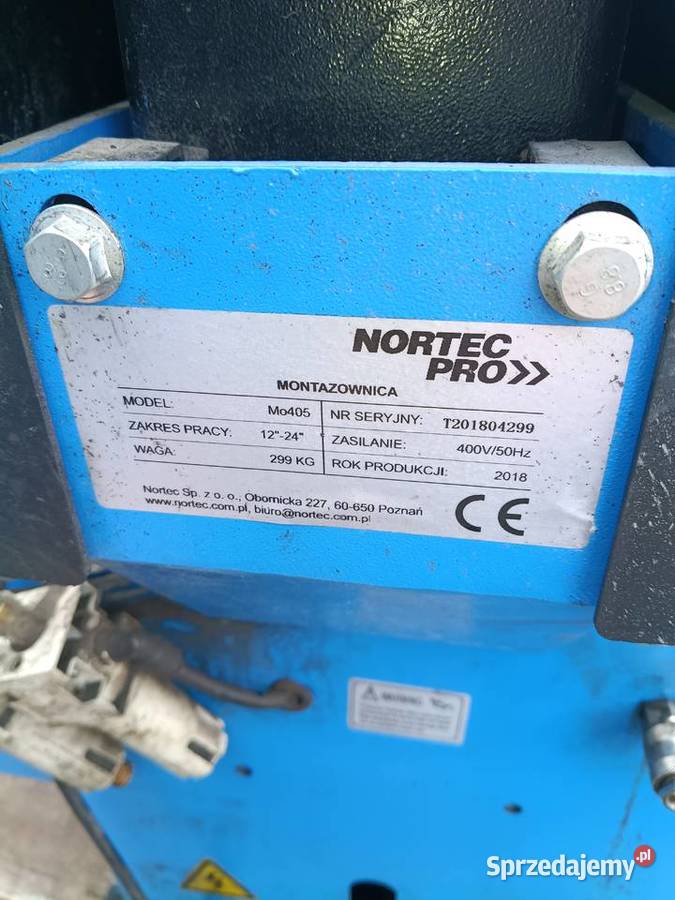 NORTEC
PRO
MONTAZOWNICA
MODEL: Mo405 NR SERYJNY: T201804299
ZAKRES PRACY: 12"-24" ZASILANIE: 400V/50Hz
WAGA: 299 KG ROK PRODUKCJI: 2018
Nortec Sp. z o. o., Obornicka 227, 60-650 Poznań
www.nortec.com.pl, biuro@nortec.com.pl
CE
WARNING
Sprzedajemy.pl